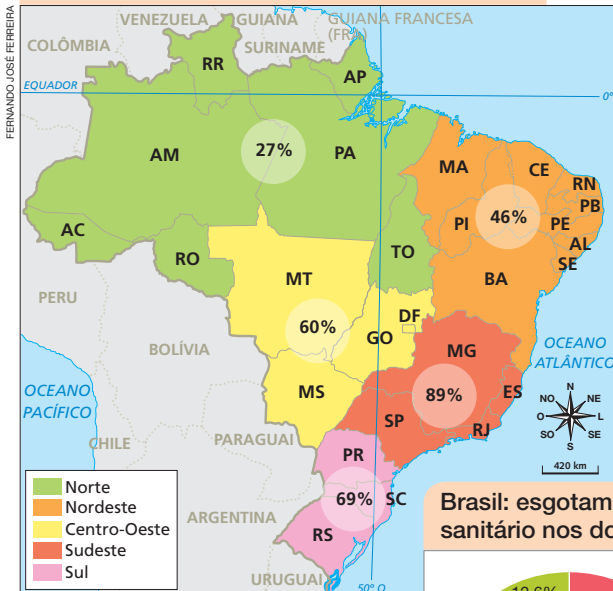 FERNANDO JOSÉ FERREIRA
VENEZUELA
GUIANA
GUIANA FRANCESA
(FR)
COLÔMBIA
SURINAME
RR
AP
EQUADOR
0°
AM
27%
PA
MA
CE
RN
PB
PI
46%
PE
AL
SE
AC
RO
TO
BA
PERU
MT
DF
60%
GO
BOLÍVIA
MG
OCEANO
ATLÂNTICO
MS
89%
ES
OCEANO
PACÍFICO
SP
RJ
N
NO
NE
O
L
SO
SE
S
420 km
CHILE
PARAGUAI
PR
69%
SC
RS
ARGENTINA
URUGUAI
50° O
Norte
Nordeste
Centro-Oeste
Sudeste
Sul
Brasil: esgotam
sanitário nos do